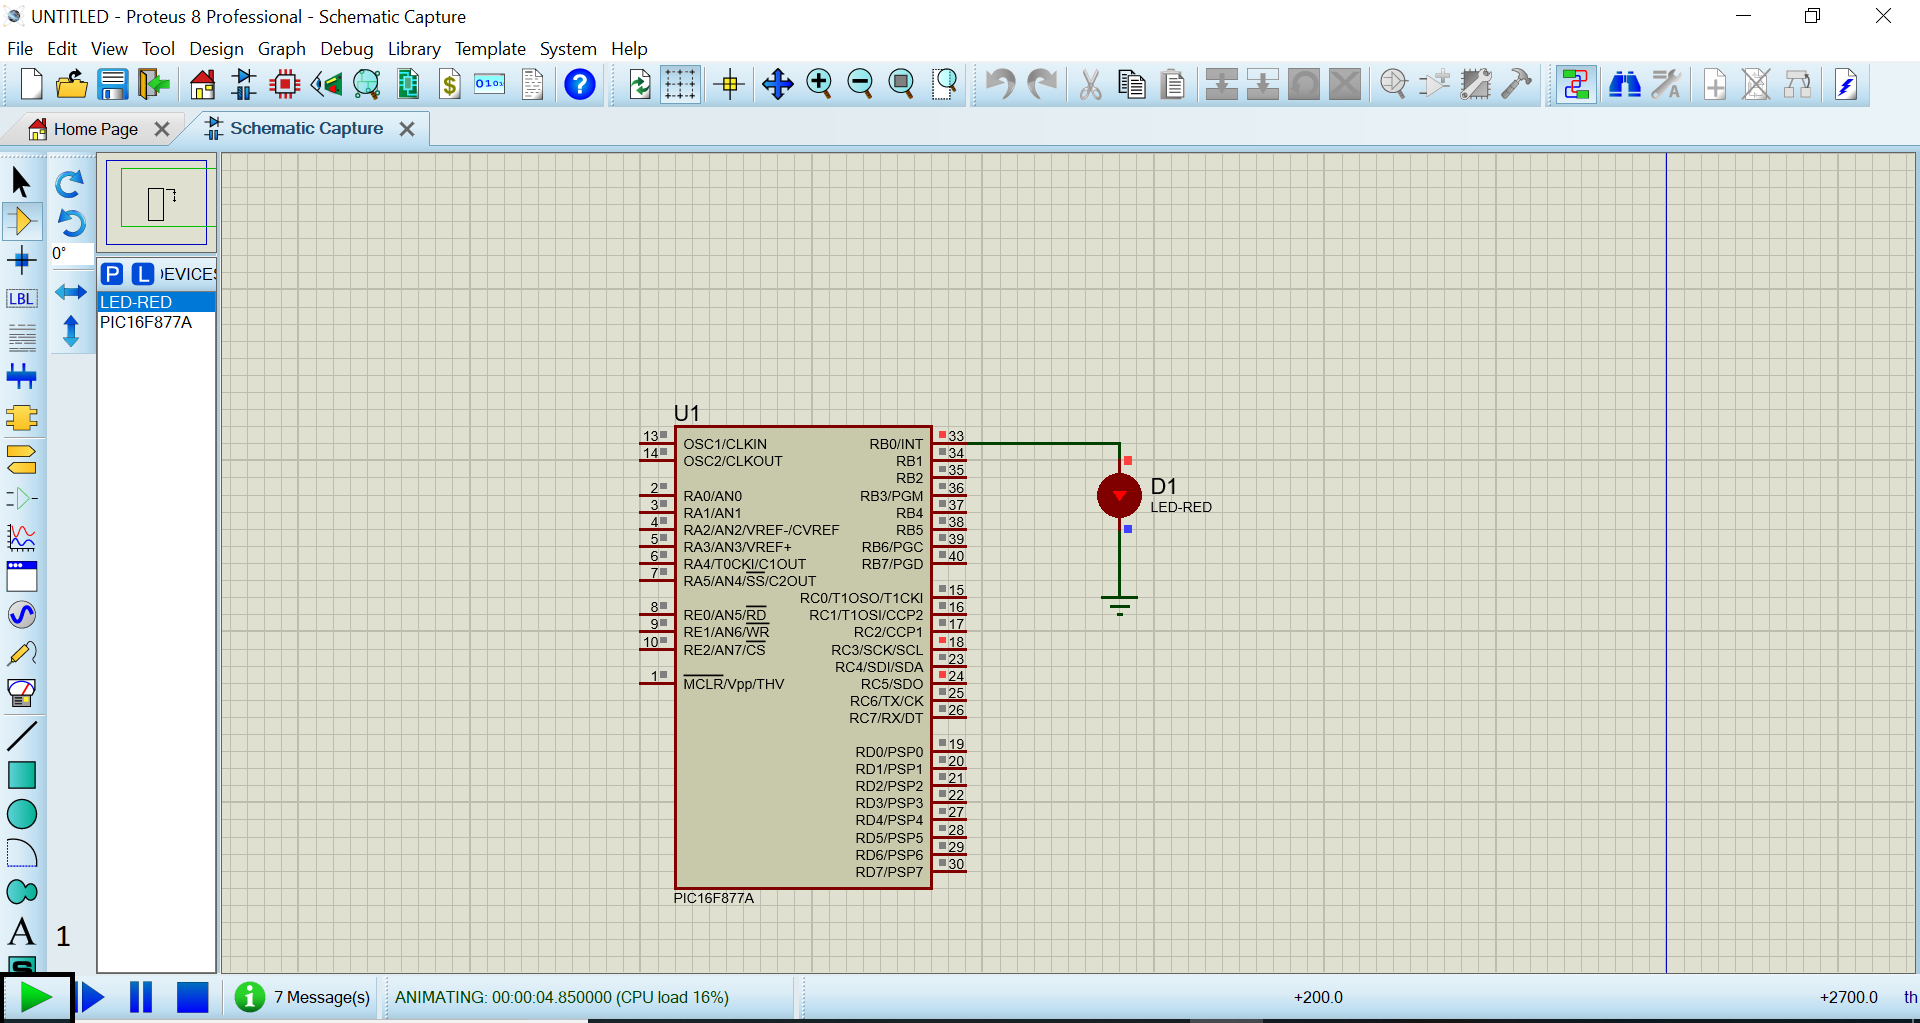 UNTITLED - Proteus 8 Professional - Schematic Capture
File Edit View Tool Design Graph Debug Library Template System Help
$ 0101 ?
Home Page Schematic Capture
0°
P L DEVICES
LBL
LED-RED
PIC16F877A
U1
13 OSC1/CLKIN RB0/INT 33
14 OSC2/CLKOUT RB1 34
RB2 35
2 RA0/AN0 RB3/PGM 36
3 RA1/AN1 RB4 37
4 RA2/AN2/VREF-/CVREF RB5 38
5 RA3/AN3/VREF+ RB6/PGC 39
6 RA4/T0CKI/C1OUT RB7/PGD 40
7 RA5/AN4/SS/C2OUT
RC0/T1OSO/T1CKI 15
8 RE0/AN5/RD RC1/T1OSI/CCP2 16
9 RE1/AN6/WR RC2/CCP1 17
10 RE2/AN7/CS RC3/SCK/SCL 18
RC4/SDI/SDA 23
1 MCLR/Vpp/THV RC5/SDO 24
RC6/TX/CK 25
RC7/RX/DT 26
RD0/PSP0 19
RD1/PSP1 20
RD2/PSP2 21
RD3/PSP3 22
RD4/PSP4 27
RD5/PSP5 28
RD6/PSP6 29
RD7/PSP7 30
PIC16F877A
D1
LED-RED
A 1
S
i 7 Message(s) ANIMATING: 00:00:04.850000 (CPU load 16%) +200.0 +2700.0 th